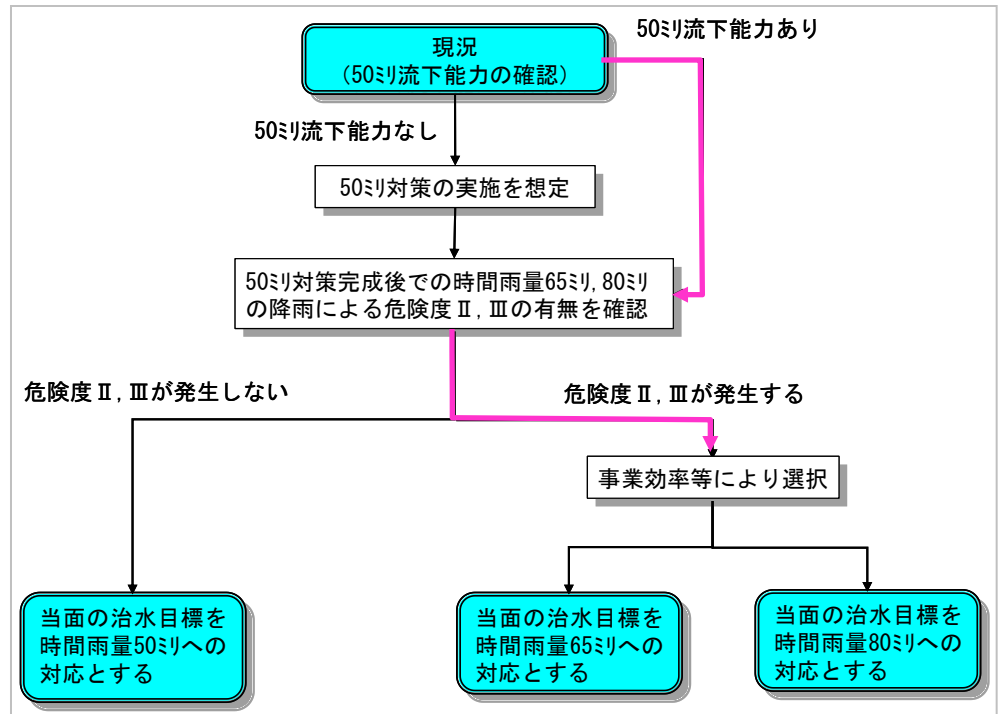 50ﾐﾘ流下能力あり
現況
（50ﾐﾘ流下能力の確認）
50ﾐﾘ流下能力なし
50ﾐﾘ対策の実施を想定
50ﾐﾘ対策完成後での時間雨量65ﾐﾘ,80ﾐﾘ
の降雨による危険度Ⅱ,Ⅲの有無を確認
危険度Ⅱ,Ⅲが発生しない
危険度Ⅱ,Ⅲが発生する
事業効率等により選択
当面の治水目標を
時間雨量50ﾐﾘへの
対応とする
当面の治水目標を
時間雨量65ﾐﾘへの
対応とする
当面の治水目標を
時間雨量80ﾐﾘへの
対応とする